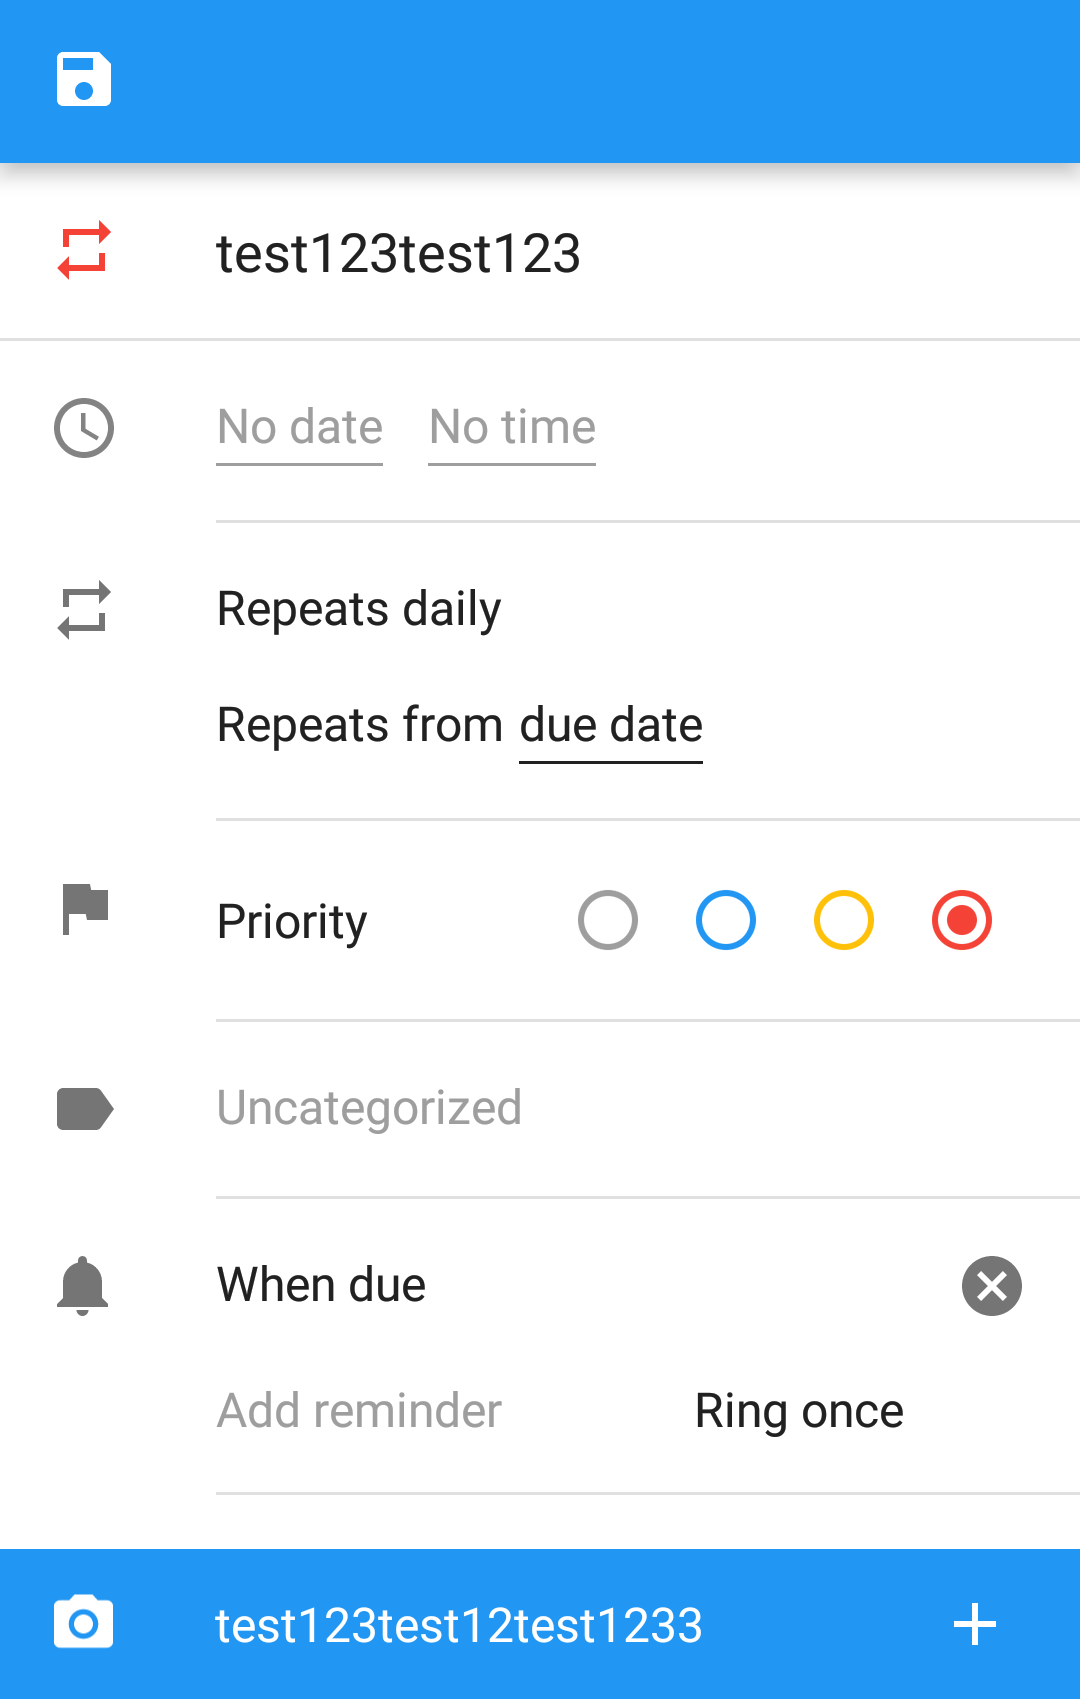 test123test123
No date No time
Repeats daily
Repeats from due date
Priority
Uncategorized
When due
Add reminder Ring once
test123test12test1233